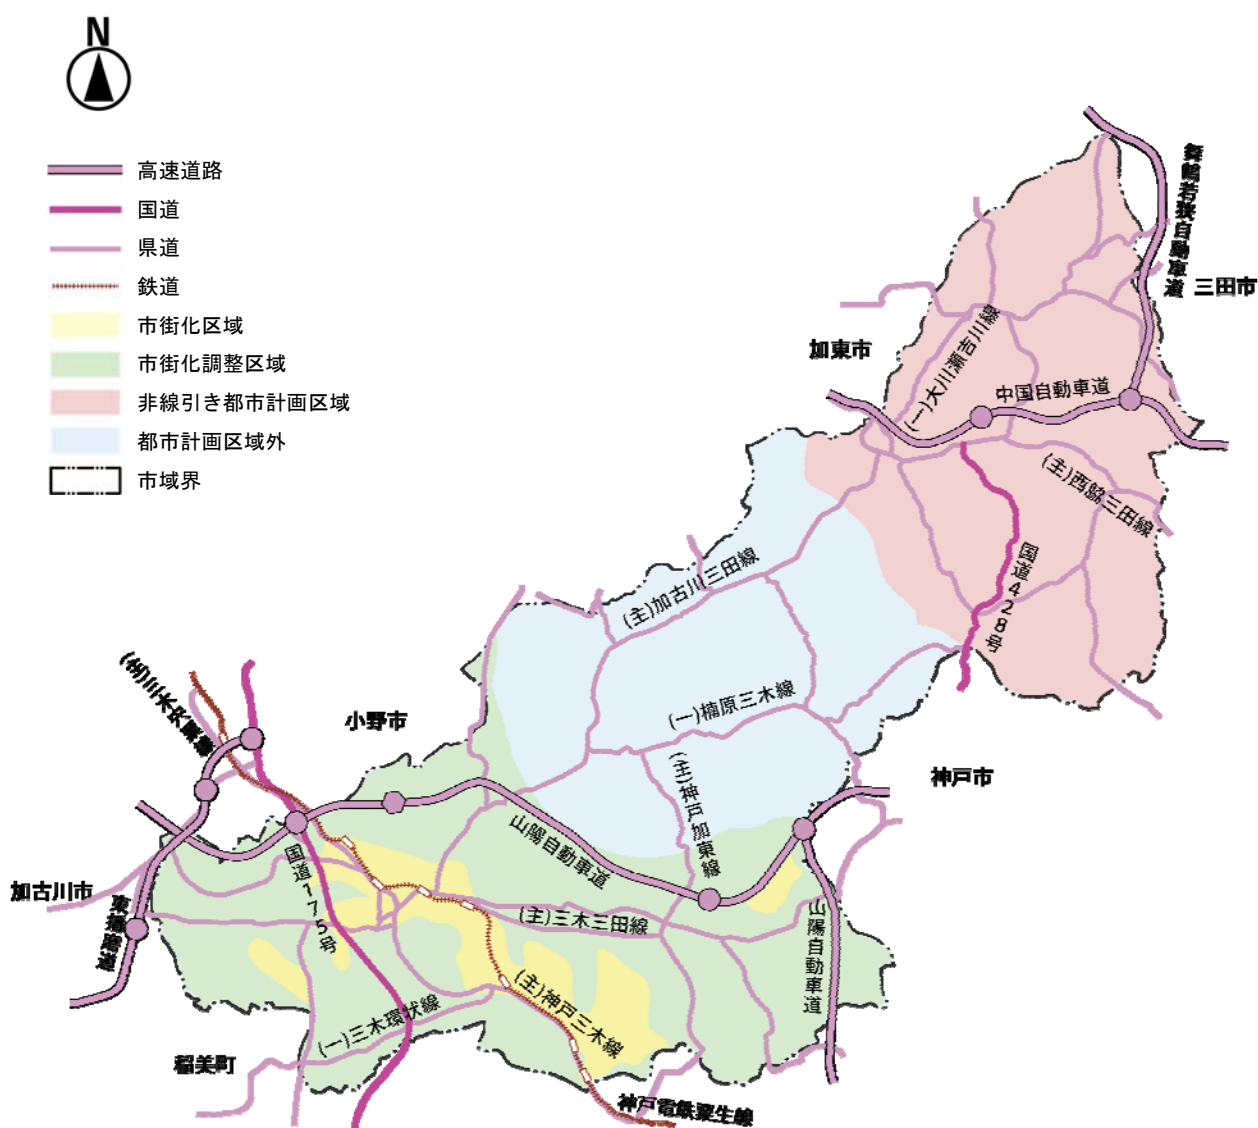 N
高速道路
国道
県道
鉄道
市街化区域
市街化調整区域
非線引き都市計画区域
都市計画区域外
市域界
舞鶴若狭自動車道
三田市
加東市
(一)大川瀬吉川線
中国自動車道
(主)西脇三田線
国道428号
(主)加古川三田線
(一)楠原三木線
(主)神戸加東線
神戸市
小野市
(主)三木宍粟線
山陽自動車道
国道175号
加古川市
東播磨道
(主)三木三田線
山陽自動車道
(主)神戸三木線
(一)三木環状線
稲美町
神戸電鉄粟生線